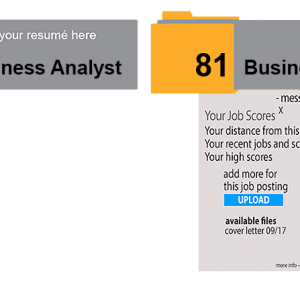 your resumé here
ness Analyst
81 Busin
- mess
Your Job Scores x
Your distance from this
Your recent jobs and sc
Your high scores
add more for
this job posting
UPLOAD
available files
cover letter 09/17
more info -